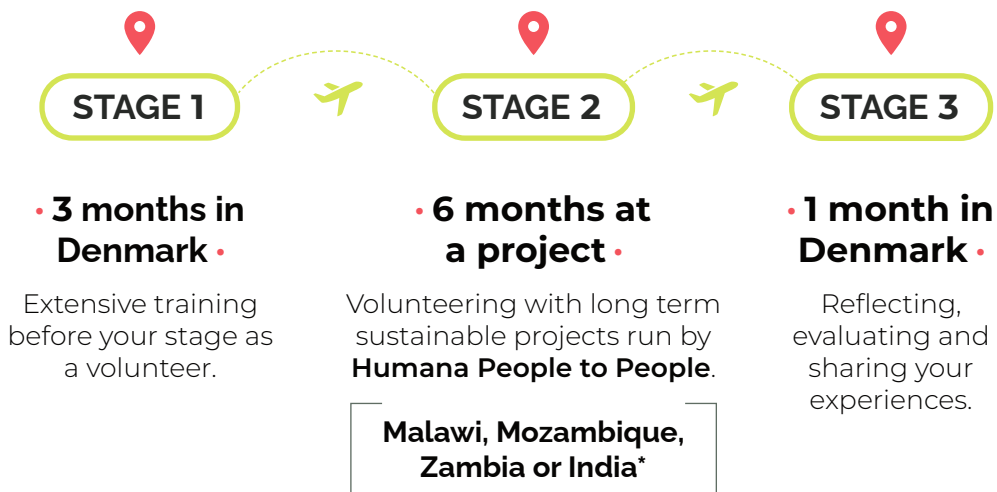 STAGE 1
STAGE 2
STAGE 3
• 3 months in
Denmark •
Extensive training
before your stage as
a volunteer.
• 6 months at
a project •
Volunteering with long term
sustainable projects run by
Humana People to People.
Malawi, Mozambique,
Zambia or India*
• 1 month in
Denmark •
Reflecting,
evaluating and
sharing your
experiences.